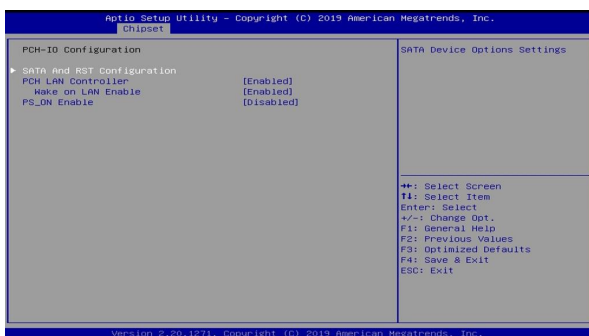 Aptio Setup Utility – Copyright (C) 2019 American Megatrends, Inc.
Chipset
PCH-IO Configuration
SATA Device Options Settings
► SATA And RST Configuration
PCH LAN Controller [Enabled]
Wake on LAN Enable [Enabled]
PS_ON Enable [Disabled]
→←: Select Screen
↑↓: Select Item
Enter: Select
+/-: Change Opt.
F1: General Help
F2: Previous Values
F3: Optimized Defaults
F4: Save & Exit
ESC: Exit
Version 2.20.1271. Copyright (C) 2019 American Megatrends, Inc.